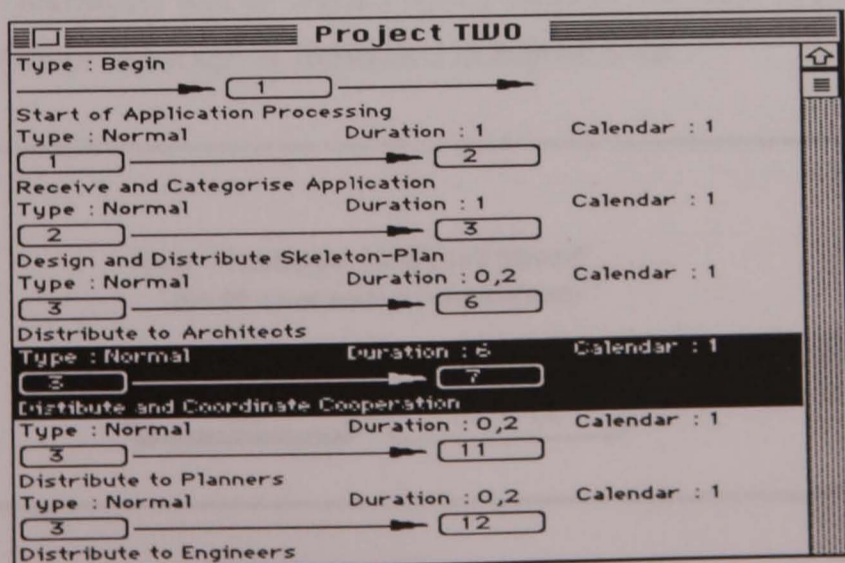 Project TWO
Type : Begin
1
Start of Application Processing
Type : Normal Duration : 1 Calendar : 1
1 2
Receive and Categorise Application
Type : Normal Duration : 1 Calendar : 1
2 3
Design and Distribute Skeleton-Plan
Type : Normal Duration : 0,2 Calendar : 1
3 6
Distribute to Architects
Type : Normal Duration : 6 Calendar : 1
3 7
Distibute and Coordinate Cooperation
Type : Normal Duration : 0,2 Calendar : 1
3 11
Distribute to Planners
Type : Normal Duration : 0,2 Calendar : 1
3 12
Distribute to Engineers